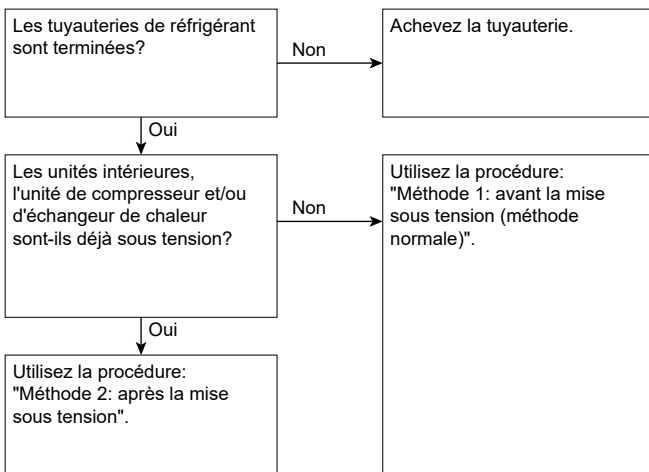 Les tuyauteries de réfrigérant
sont terminées?
Non
Achevez la tuyauterie.
Oui
Les unités intérieures,
l'unité de compresseur et/ou
d'échangeur de chaleur
sont-ils déjà sous tension?
Non
Utilisez la procédure:
"Méthode 1: avant la mise
sous tension (méthode
normale)".
Oui
Utilisez la procédure:
"Méthode 2: après la mise
sous tension".